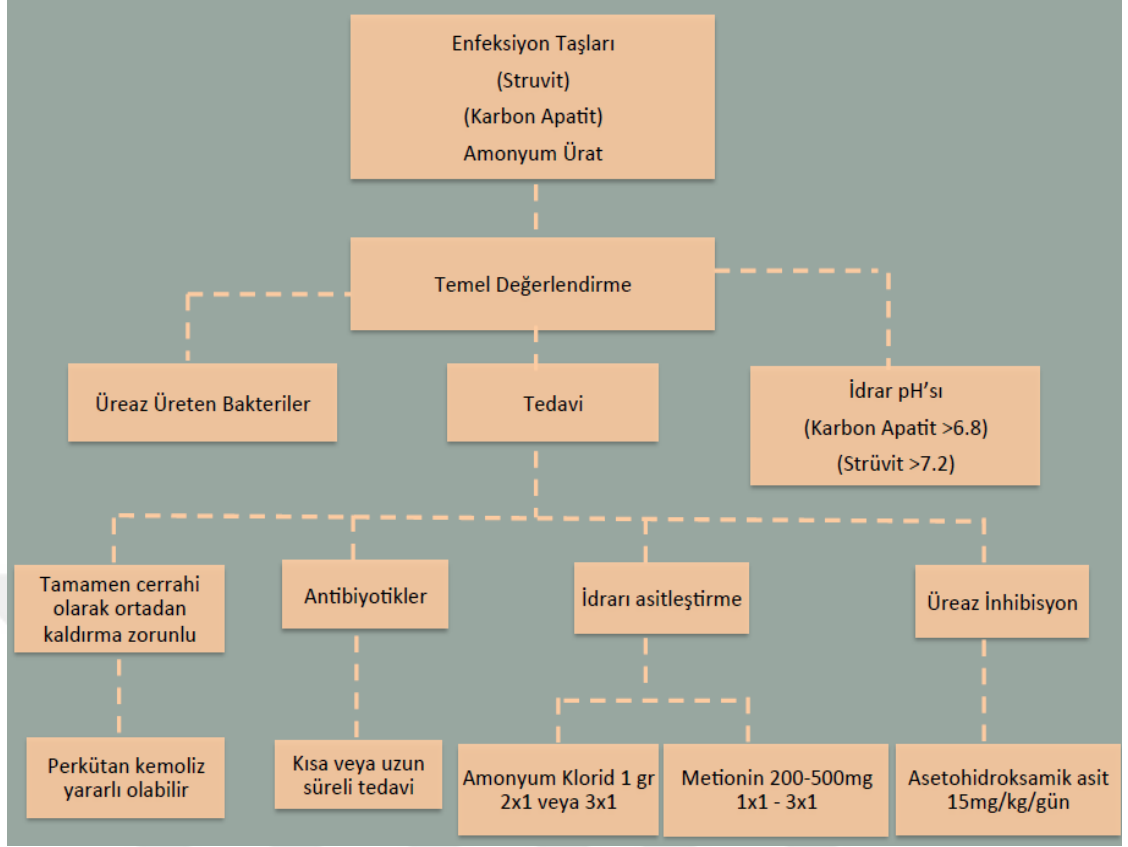 Enfeksiyon Taşları
(Struvit)
(Karbon Apatit)
Amonyum Ürat
Temel Değerlendirme
Üreaz Üreten Bakteriler
Tedavi
İdrar pH’sı
(Karbon Apatit >6.8)
(Strüvit >7.2)
Tamamen cerrahi
olarak ortadan
kaldırma zorunlu
Antibiyotikler
İdrarı asitleştirme
Üreaz İnhibisyon
Perkütan kemoliz
yararlı olabilir
Kısa veya uzun
süreli tedavi
Amonyum Klorid 1 gr
2x1 veya 3x1
Metionin 200-500mg
1x1 - 3x1
Asetohidroksamik asit
15mg/kg/gün